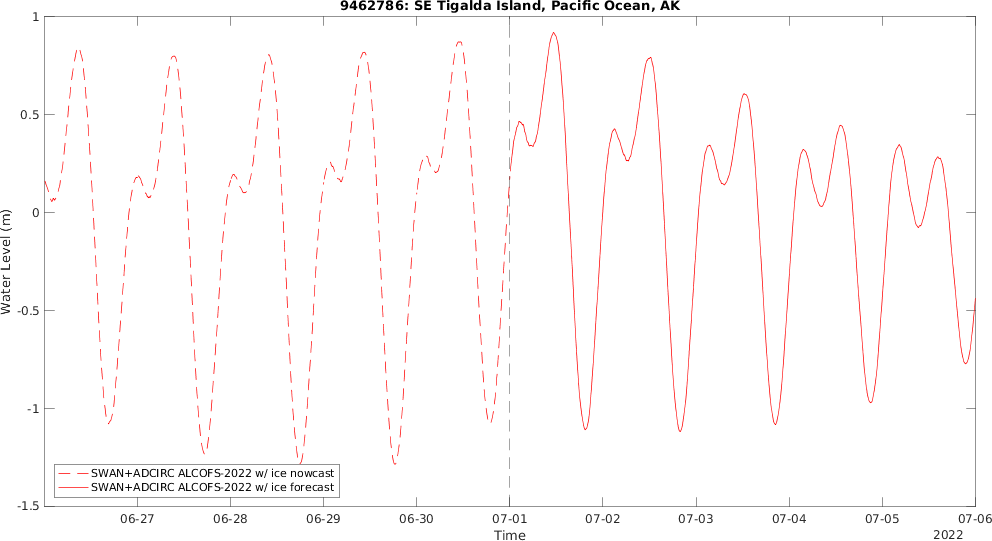 9462786: SE Tigalda Island, Pacific Ocean, AK
1
0.5
0
-0.5
-1
-1.5
Water Level (m)
SWAN+ADCIRC ALCOFS-2022 w/ ice nowcast
SWAN+ADCIRC ALCOFS-2022 w/ ice forecast
06-27 06-28 06-29 06-30 07-01 07-02 07-03 07-04 07-05 07-06
Time
2022